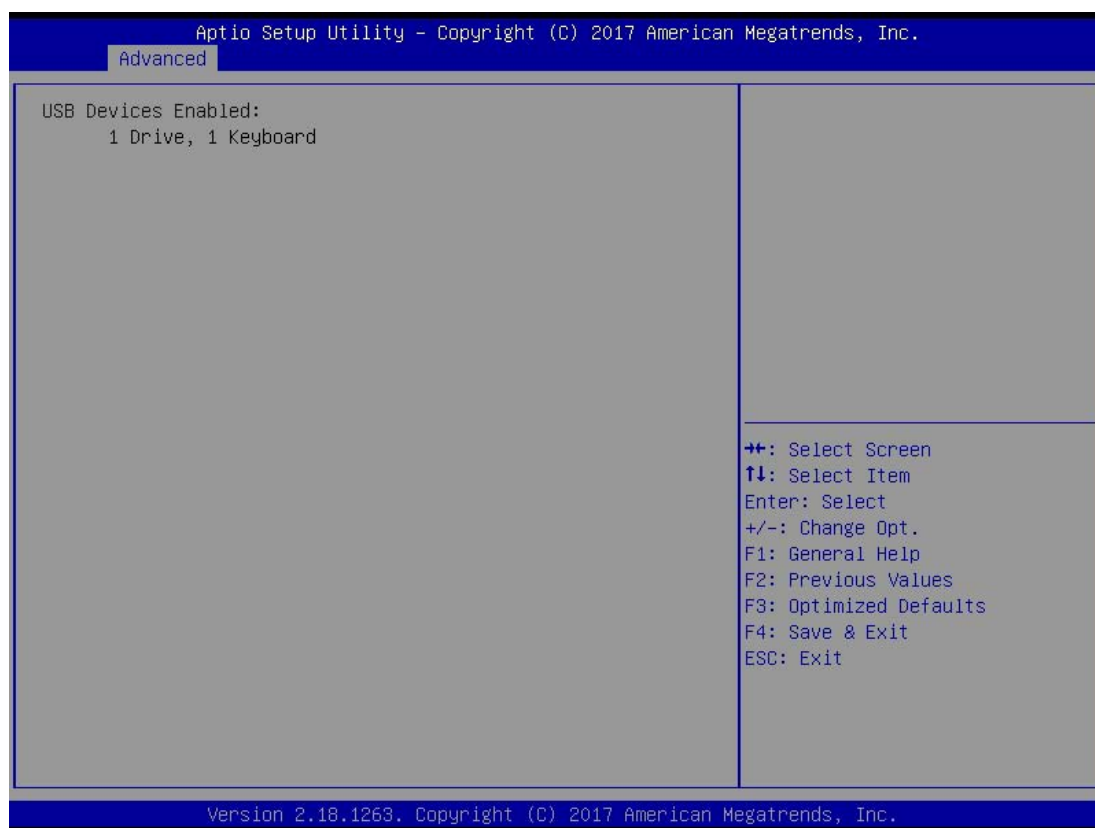 Aptio Setup Utility – Copyright (C) 2017 American Megatrends, Inc.
Advanced
USB Devices Enabled:
1 Drive, 1 Keyboard
→←: Select Screen
↑↓: Select Item
Enter: Select
+/-: Change Opt.
F1: General Help
F2: Previous Values
F3: Optimized Defaults
F4: Save & Exit
ESC: Exit
Version 2.18.1263. Copyright (C) 2017 American Megatrends, Inc.